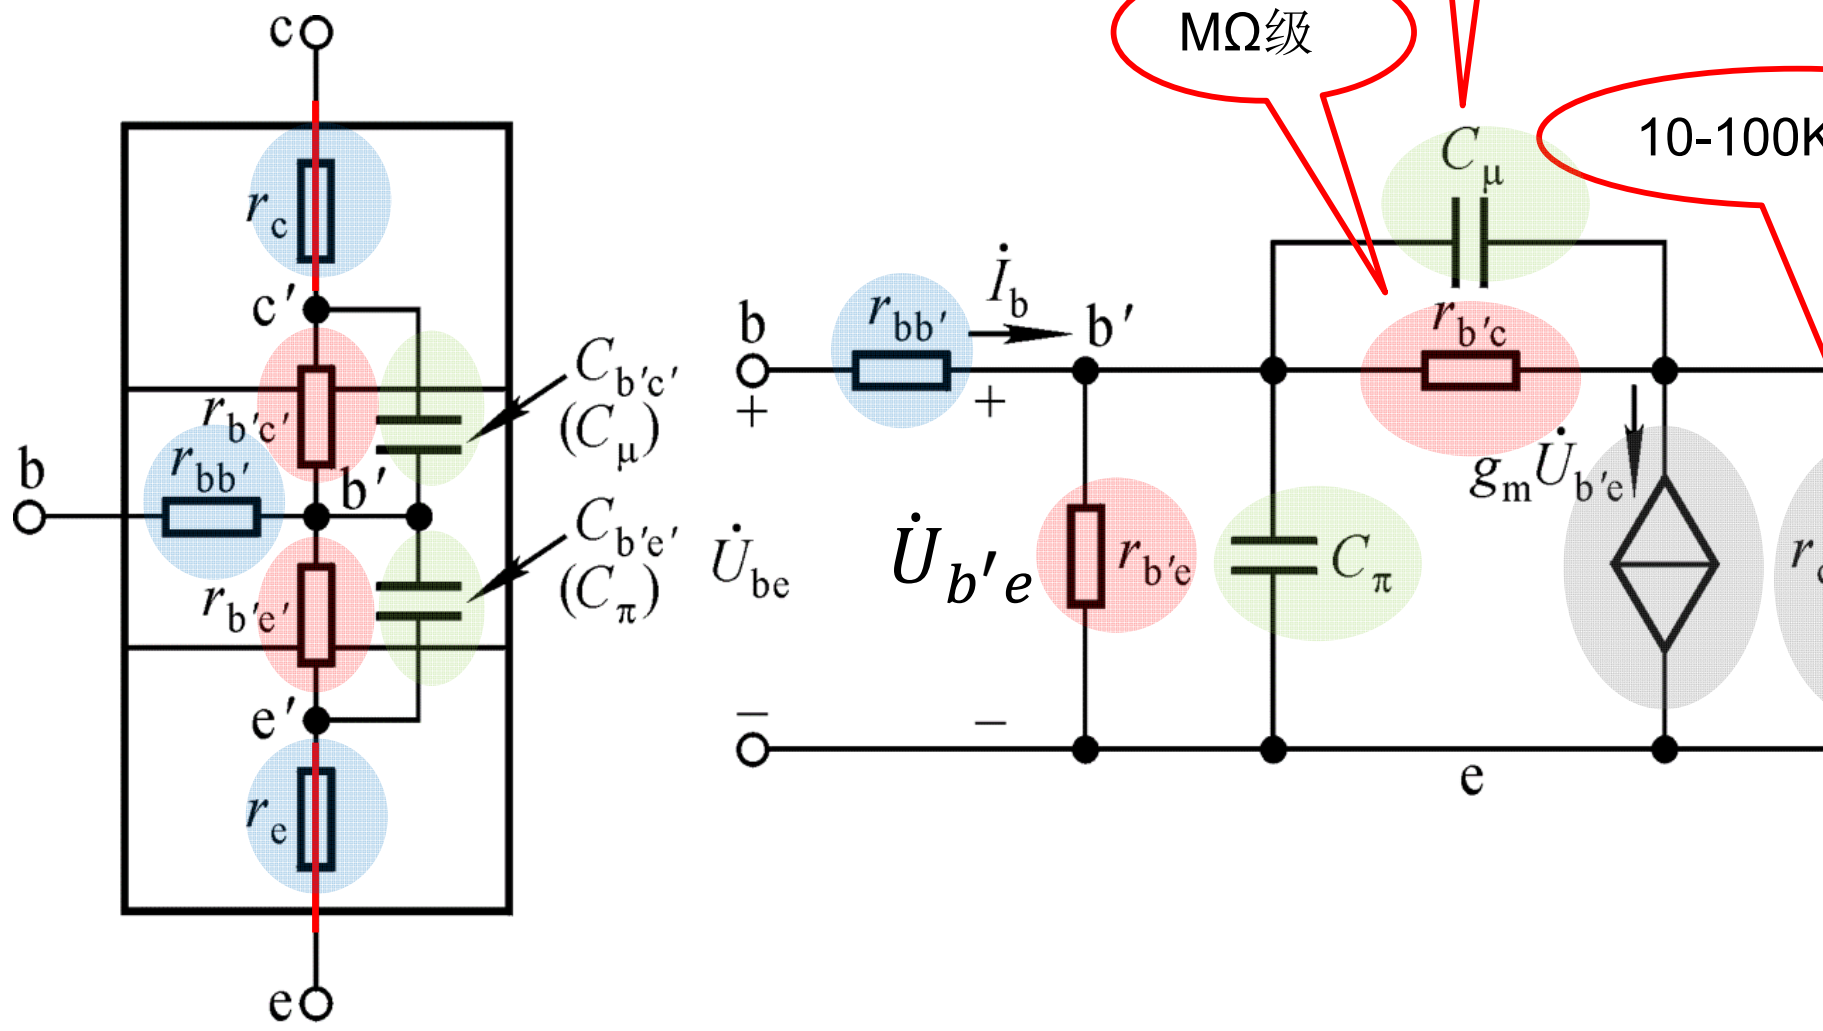 c
r_c
c′
C_b′c′
(C_μ)
r_b′c′
r_bb′
b′
b
C_b′e′
(C_π)
r_b′e′
e′
r_e
e
MΩ级
10-100K
C_μ
İ_b
b
r_bb′
b′
r_b′c
+
+
g_m U̇_b′e
U̇_be
U̇_b′e
r_b′e
C_π
−
−
e